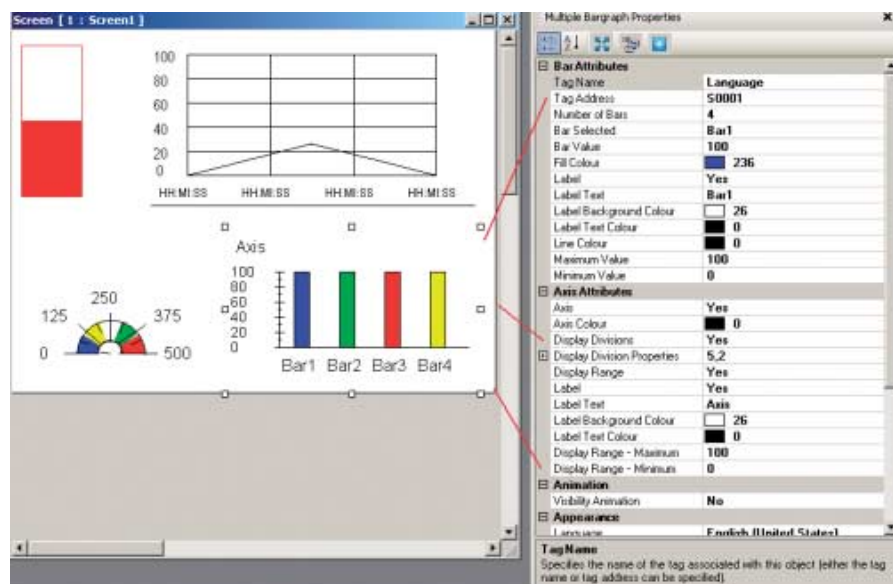 Screen [ 1 : Screen1 ]
100
80
60
40
20
0
HH:MI:SS HH:MI:SS HH:MI:SS HH:MI:SS
250
125 375
0 500
Axis
100
80
60
40
20
0
Bar1 Bar2 Bar3 Bar4
Multiple Bargraph Properties
Bar Attributes
Tag Name Language
Tag Address S0001
Number of Bars 4
Bar Selected Bar1
Bar Value 100
Fill Colour 236
Label Yes
Label Text Bar1
Label Background Colour 26
Label Text Colour 0
Line Colour 0
Maximum Value 100
Minimum Value 0
Axis Attributes
Axis Yes
Axis Colour 0
Display Divisions Yes
Display Division Properties 5,2
Display Range Yes
Label Yes
Label Text Axis
Label Background Colour 26
Label Text Colour 0
Display Range - Maximum 100
Display Range - Minimum 0
Animation
Visibility Animation No
Appearance
Language English (United States)
Tag Name
Specifies the name of the tag associated with this object (either the tag
name or tag address can be specified).